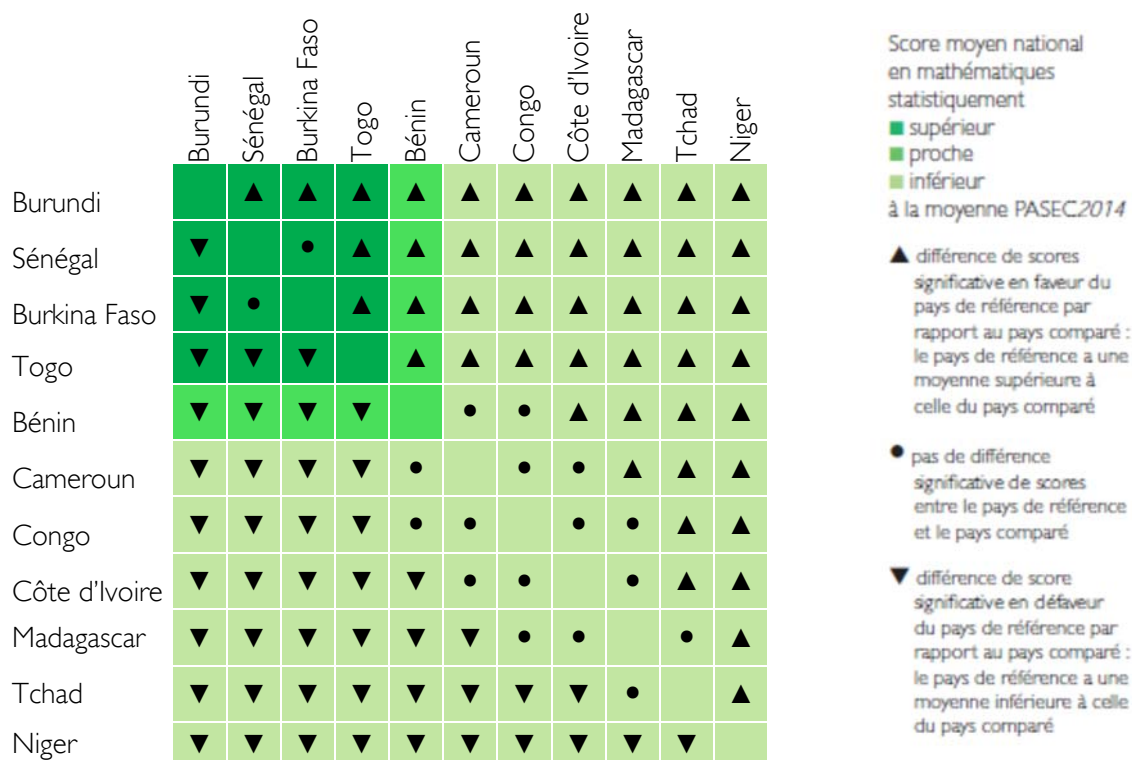 Burundi
Sénégal
Burkina Faso
Togo
Bénin
Cameroun
Congo
Côte d'Ivoire
Madagascar
Tchad
Niger
Burundi ▲ ▲ ▲ ▲ ▲ ▲ ▲ ▲ ▲ ▲
Sénégal ▼ ● ▲ ▲ ▲ ▲ ▲ ▲ ▲ ▲
Burkina Faso ▼ ● ▲ ▲ ▲ ▲ ▲ ▲ ▲ ▲
Togo ▼ ▼ ▼ ▲ ▲ ▲ ▲ ▲ ▲ ▲
Bénin ▼ ▼ ▼ ▼ ● ● ▲ ▲ ▲ ▲
Cameroun ▼ ▼ ▼ ▼ ● ● ● ▲ ▲ ▲
Congo ▼ ▼ ▼ ▼ ● ● ● ● ▲ ▲
Côte d'Ivoire ▼ ▼ ▼ ▼ ▼ ● ● ● ▲ ▲
Madagascar ▼ ▼ ▼ ▼ ▼ ▼ ● ● ● ▲
Tchad ▼ ▼ ▼ ▼ ▼ ▼ ▼ ▼ ● ▲
Niger ▼ ▼ ▼ ▼ ▼ ▼ ▼ ▼ ▼ ▼
Score moyen national
en mathématiques
statistiquement
■ supérieur
■ proche
■ inférieur
à la moyenne PASEC2014
▲ différence de scores
significative en faveur du
pays de référence par
rapport au pays comparé :
le pays de référence a une
moyenne supérieure à
celle du pays comparé
● pas de différence
significative de scores
entre le pays de référence
et le pays comparé
▼ différence de score
significative en défaveur
du pays de référence par
rapport au pays comparé :
le pays de référence a une
moyenne inférieure à celle
du pays comparé